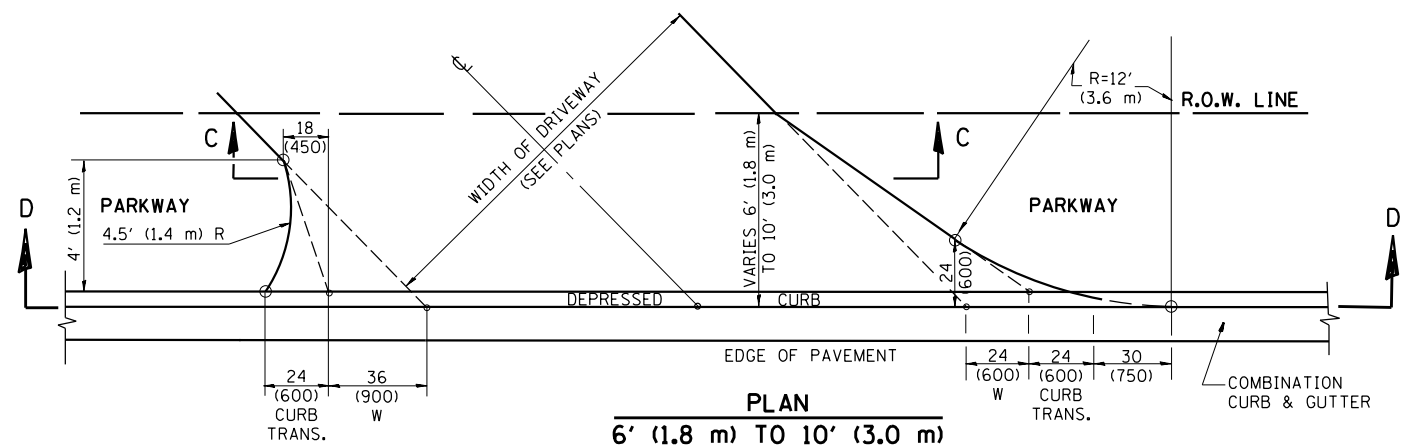 ℄
WIDTH OF DRIVEWAY
(SEE PLANS)
R=12'
(3.6 m)
R.O.W. LINE
18
(450)
C
C
4' (1.2 m)
D
PARKWAY
4.5' (1.4 m) R
VARIES 6' (1.8 m)
TO 10' (3.0 m)
PARKWAY
D
24
(600)
DEPRESSED CURB
EDGE OF PAVEMENT
24
(600)
CURB
TRANS.
36
(900)
W
24
(600)
W
24
(600)
CURB
TRANS.
30
(750)
COMBINATION
CURB & GUTTER
PLAN
6' (1.8 m) TO 10' (3.0 m)